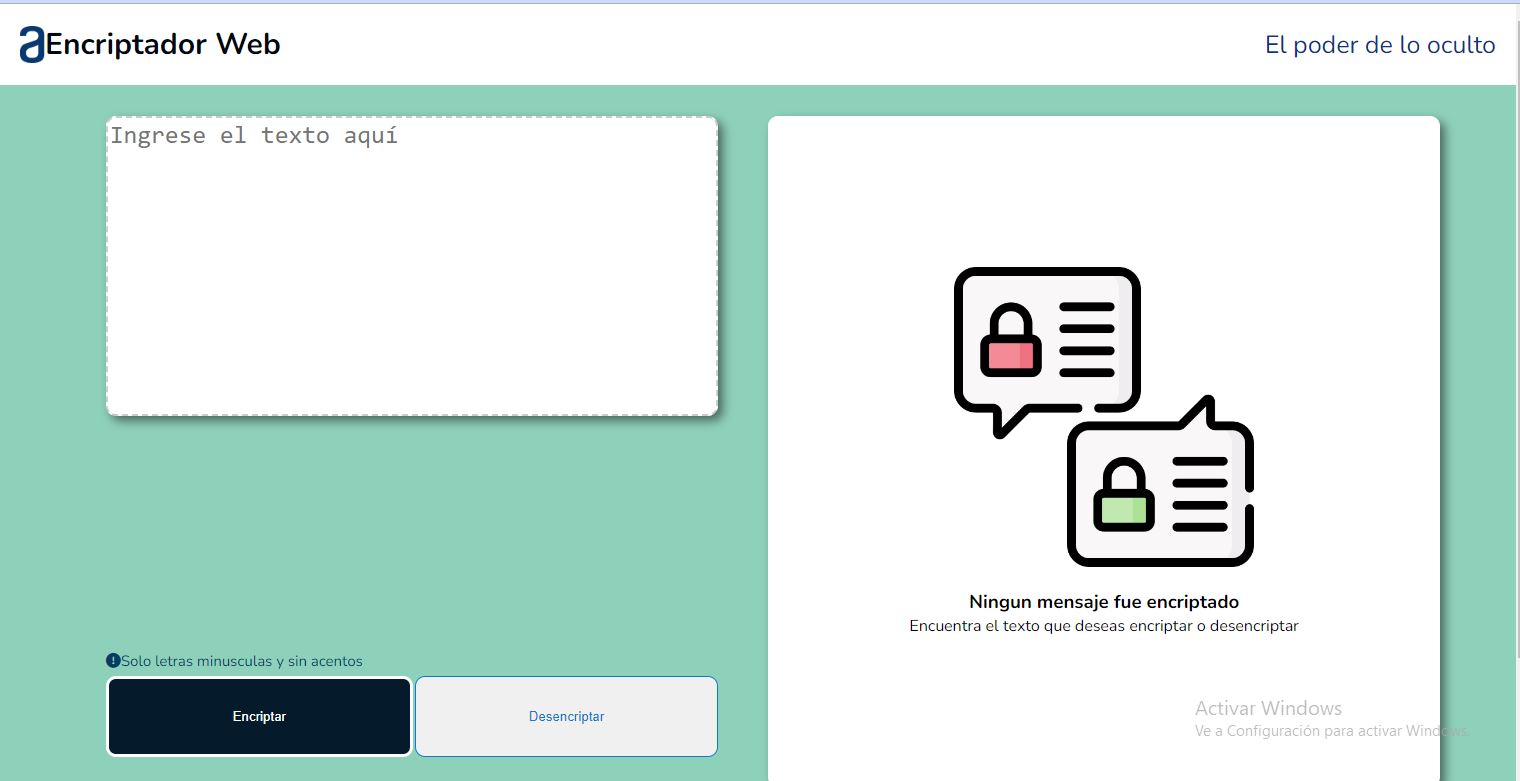 aEncriptador Web
El poder de lo oculto
Ingrese el texto aquí
Ningun mensaje fue encriptado
Encuentra el texto que deseas encriptar o desencriptar
!Solo letras minusculas y sin acentos
Encriptar
Desencriptar
Activar Windows
Ve a Configuración para activar Windows.